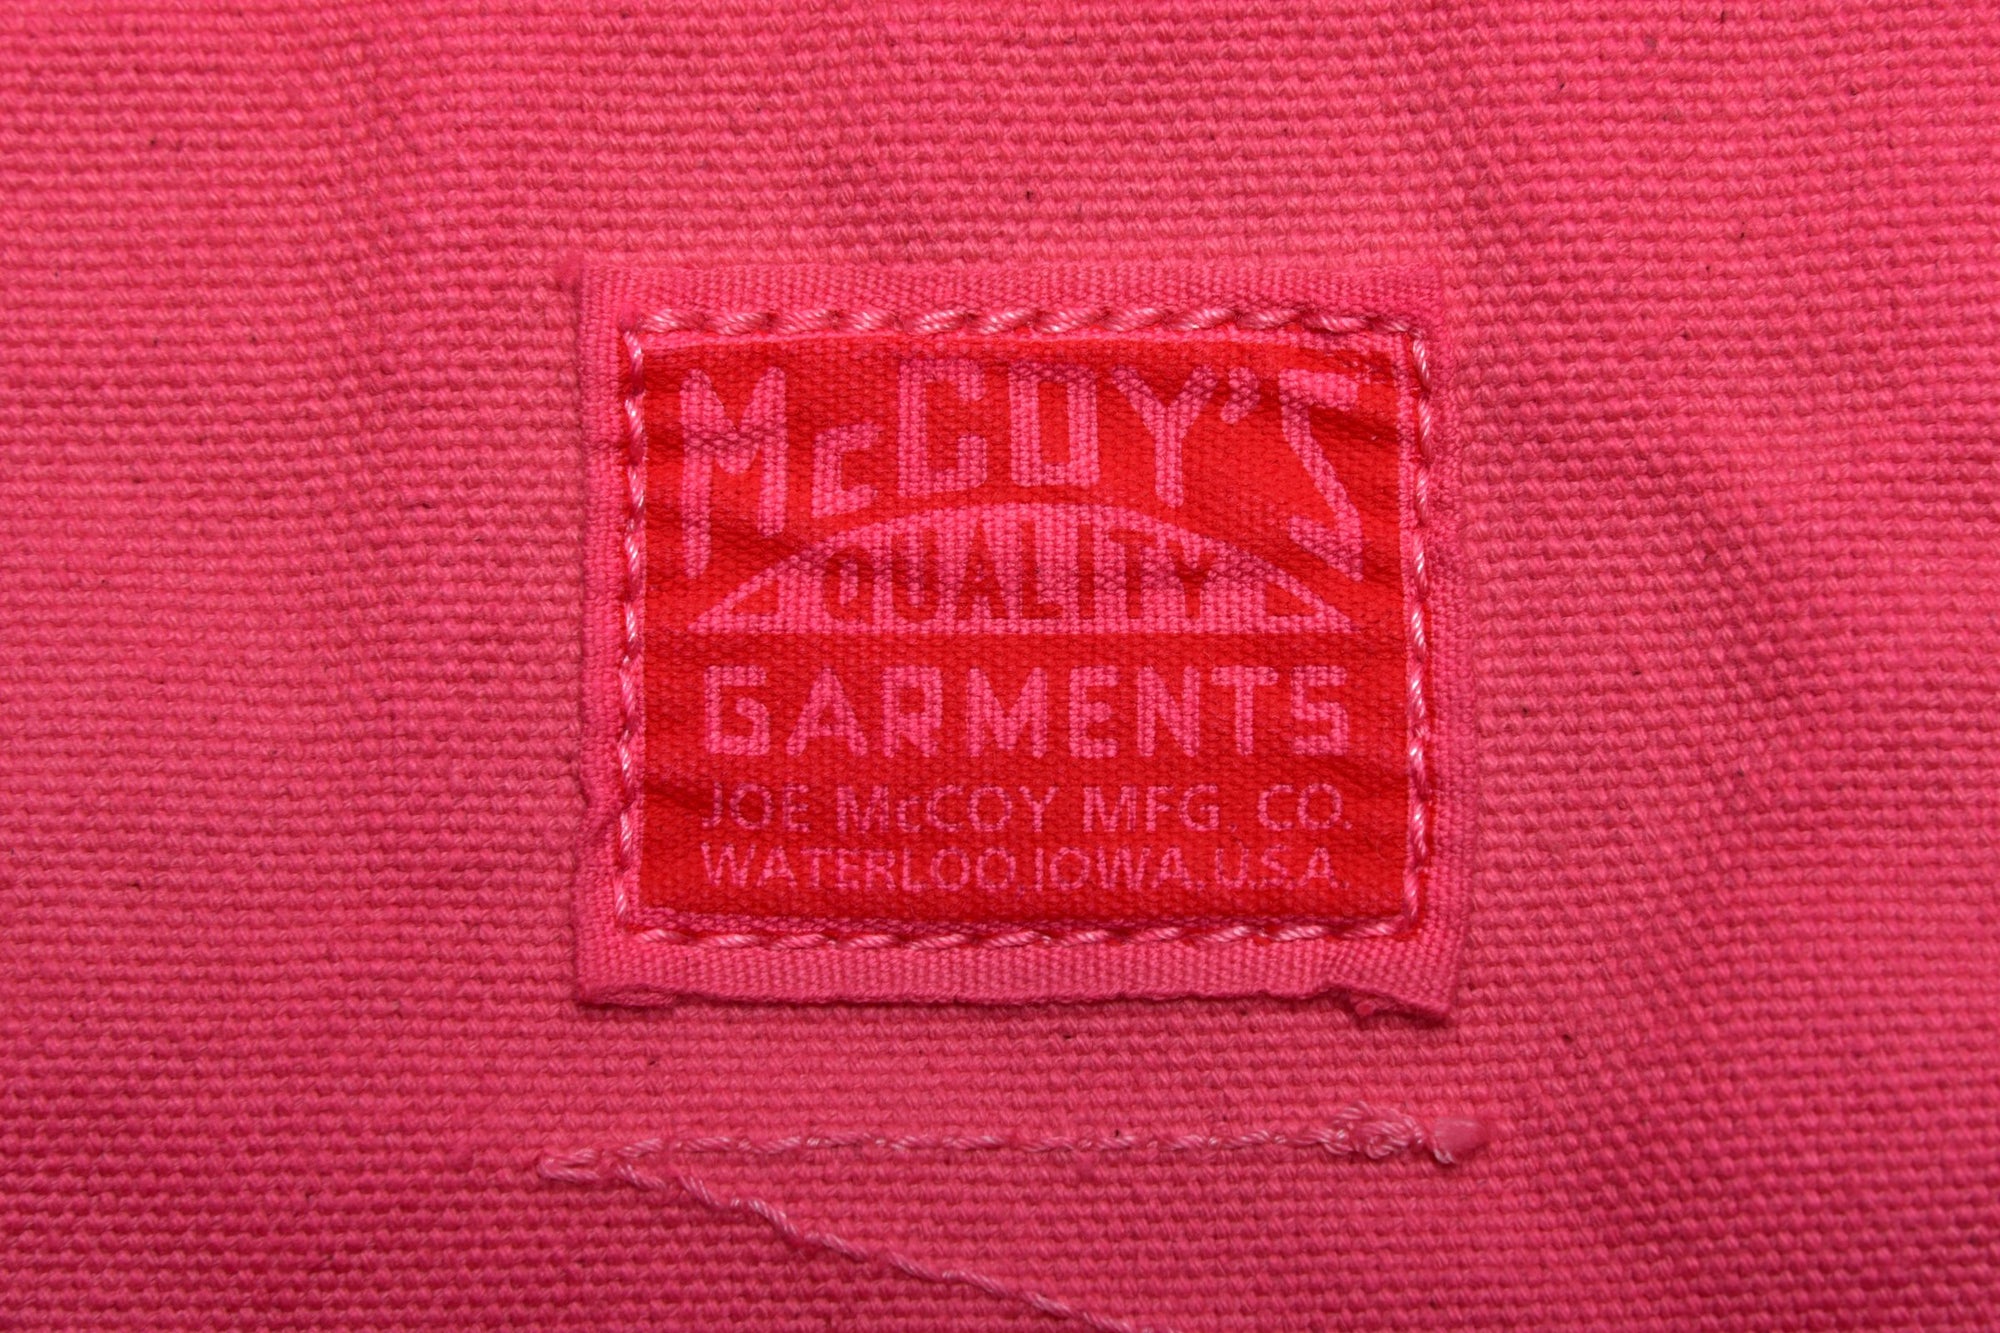 McCOY'S
QUALITY
GARMENTS
JOE McCOY MFG. CO.
WATERLOO, IOWA, U.S.A.